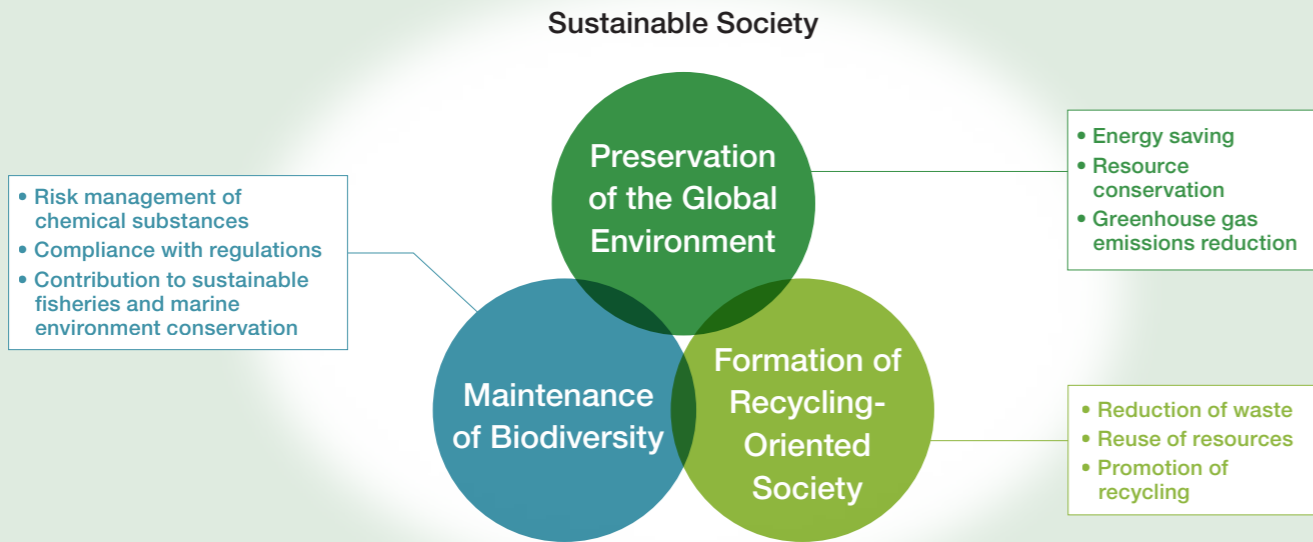 Sustainable Society
Preservation
of the Global
Environment
• Energy saving
• Resource
conservation
• Greenhouse gas
emissions reduction
• Risk management of
chemical substances
• Compliance with regulations
• Contribution to sustainable
fisheries and marine
environment conservation
Maintenance
of Biodiversity
Formation of
Recycling-
Oriented
Society
• Reduction of waste
• Reuse of resources
• Promotion of
recycling